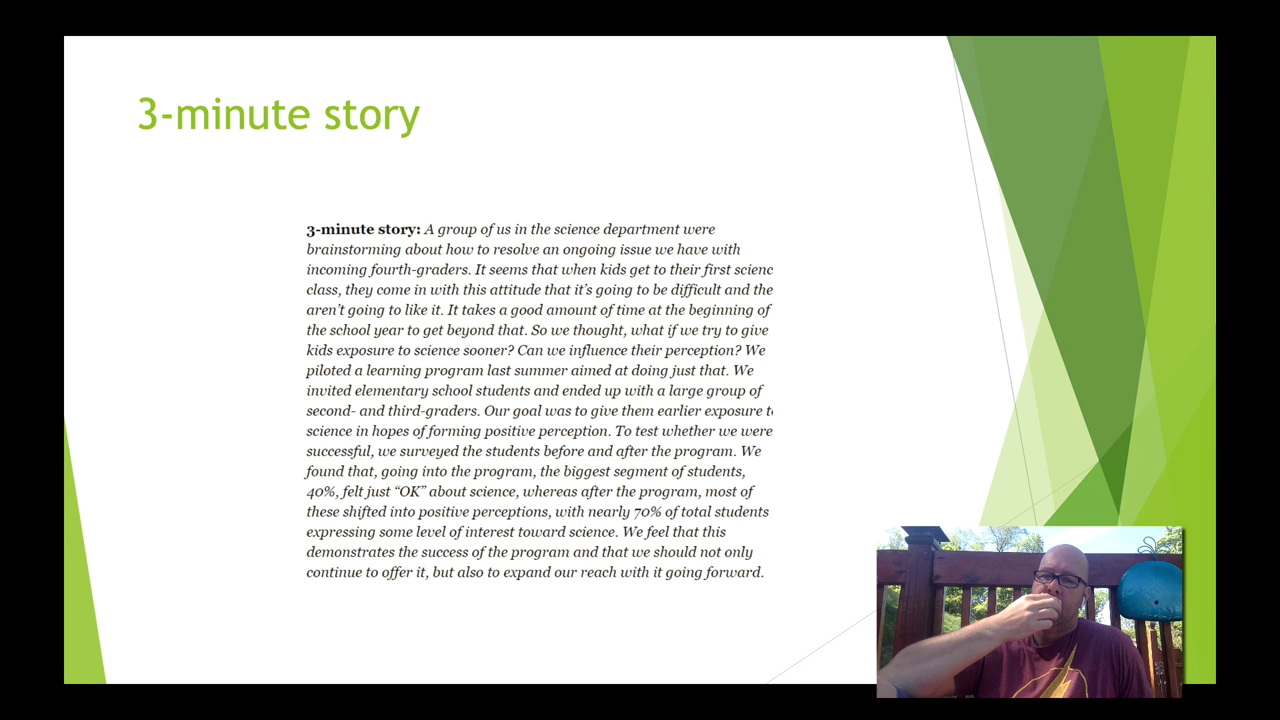 3-minute story
3-minute story: A group of us in the science department were
brainstorming about how to resolve an ongoing issue we have with
incoming fourth-graders. It seems that when kids get to their first scienc
class, they come in with this attitude that it's going to be difficult and the
aren't going to like it. It takes a good amount of time at the beginning of
the school year to get beyond that. So we thought, what if we try to give
kids exposure to science sooner? Can we influence their perception? We
piloted a learning program last summer aimed at doing just that. We
invited elementary school students and ended up with a large group of
second- and third-graders. Our goal was to give them earlier exposure t
science in hopes of forming positive perception. To test whether we were
successful, we surveyed the students before and after the program. We
found that, going into the program, the biggest segment of students,
40%, felt just “OK” about science, whereas after the program, most of
these shifted into positive perceptions, with nearly 70% of total students
expressing some level of interest toward science. We feel that this
demonstrates the success of the program and that we should not only
continue to offer it, but also to expand our reach with it going forward.